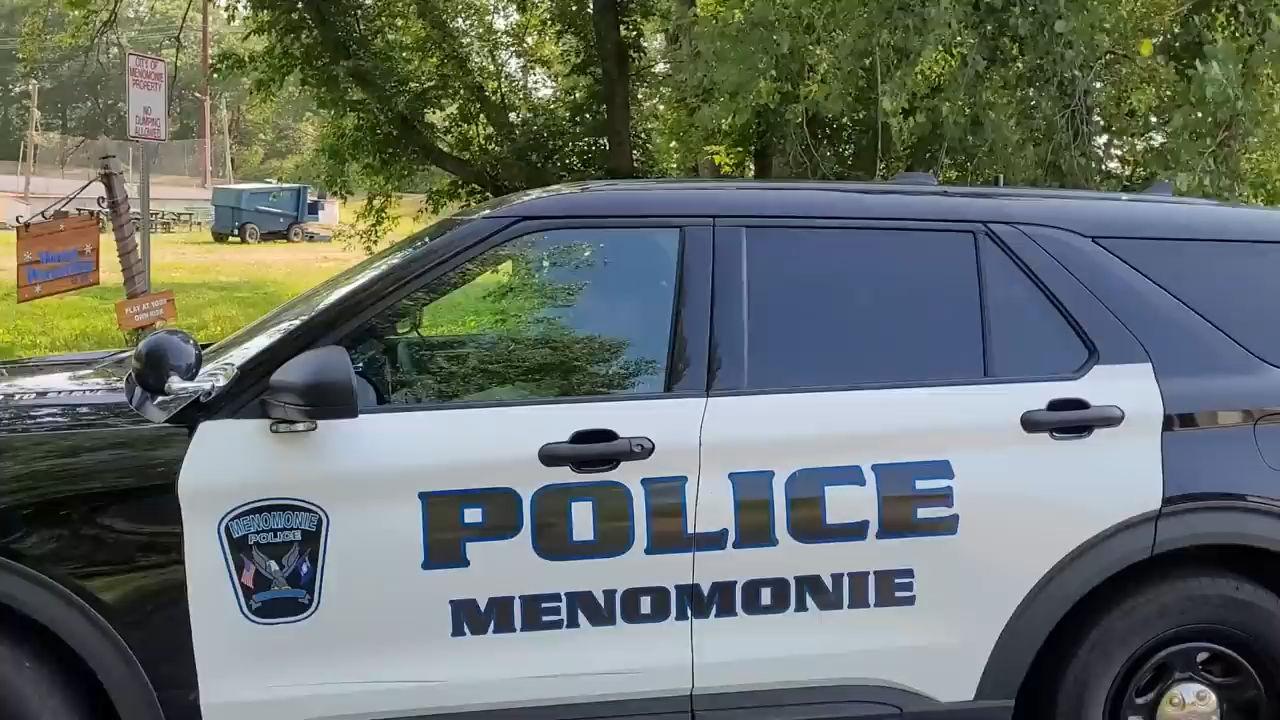 CITY OF
MENOMONIE
PROPERTY
NO
DUMPING
ALLOWED
PLAY AT YOUR
OWN RISK
MENOMONIE
POLICE
POLICE
MENOMONIE